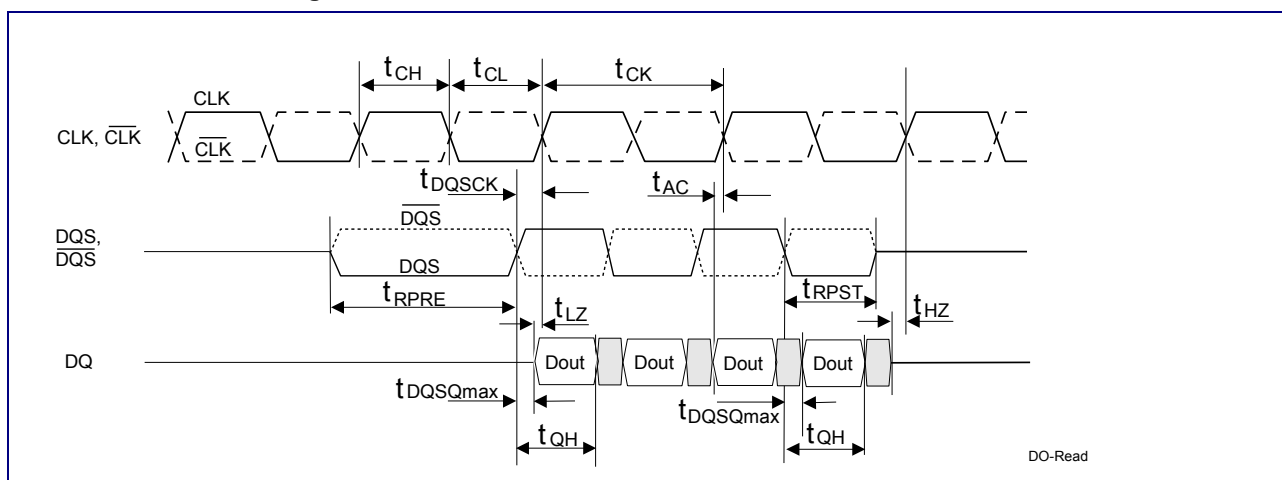 tCH
tCL
tCK
CLK
CLK, CLK
CLK
tDQSCK
tAC
DQS
DQS,
DQS
DQS
tRPRE
tRPST
tLZ
tHZ
DQ
Dout
Dout
Dout
Dout
tDQSQmax
tDQSQmax
tQH
tQH
DO-Read